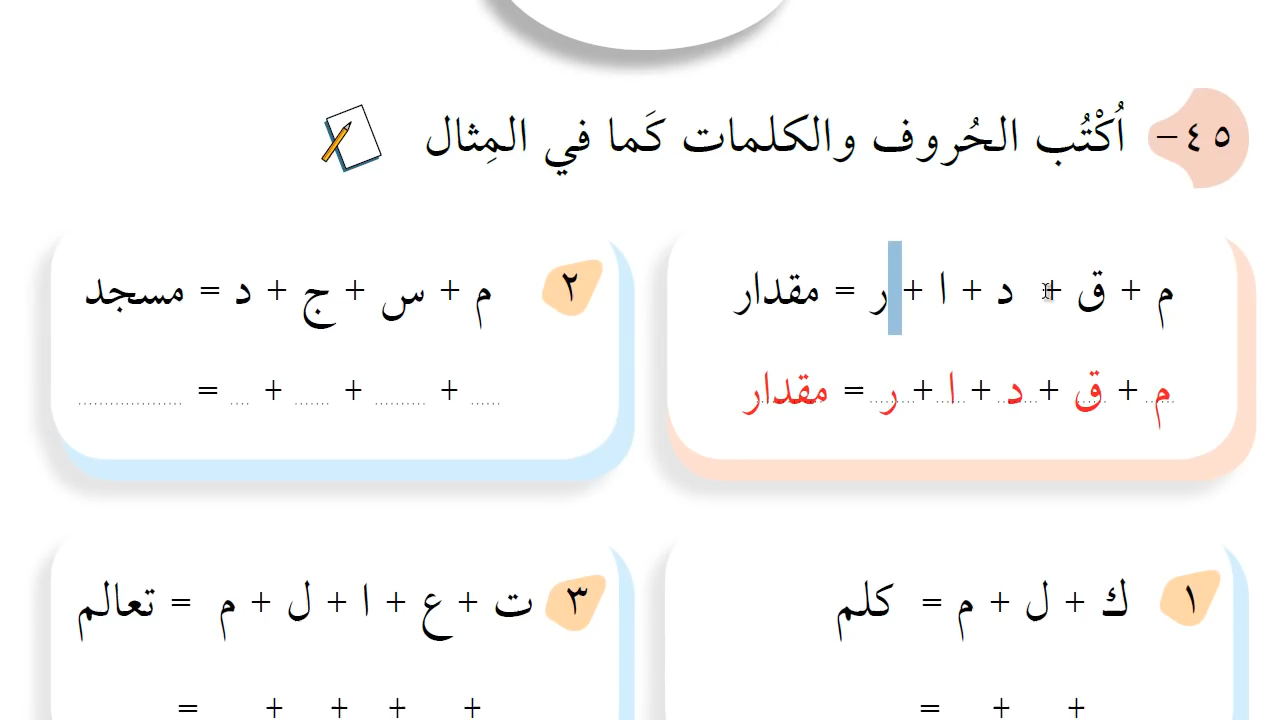 ٤٥- اُكْتُب الحُروف والكلمات كَما في المِثال
م + ق + د + ا + ر = مقدار
م + ق + د + ا + ر = مقدار
٢ م + س + ج + د = مسجد
..... + ..... + ..... + .... = ..........
١ ك + ل + م = كلم
+ + =
٣ ت + ع + ا + ل + م = تعالم
+ + + + =